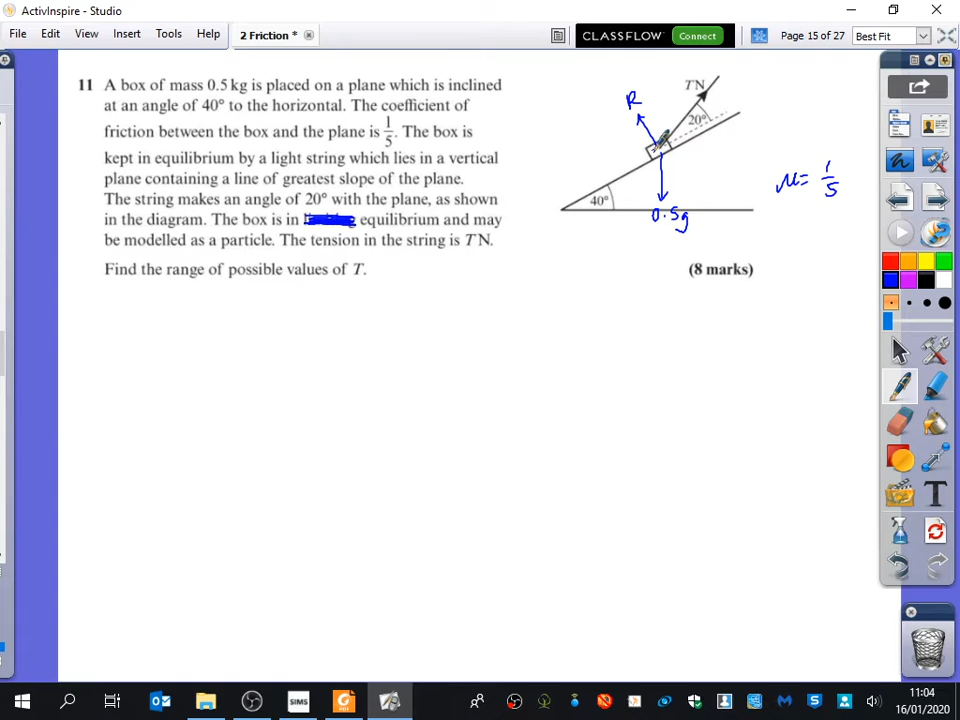 ActivInspire - Studio
File Edit View Insert Tools Help 2 Friction * CLASSFLOW Connect Page 15 of 27 Best Fit
11 A box of mass 0.5 kg is placed on a plane which is inclined
at an angle of 40° to the horizontal. The coefficient of
friction between the box and the plane is 1/5. The box is
kept in equilibrium by a light string which lies in a vertical
plane containing a line of greatest slope of the plane.
The string makes an angle of 20° with the plane, as shown
in the diagram. The box is in equilibrium and may
be modelled as a particle. The tension in the string is T N.
Find the range of possible values of T.
(8 marks)
T N
R
20°
40°
0.5g
μ = 1/5
T
SIMS
PDF
11:04
16/01/2020